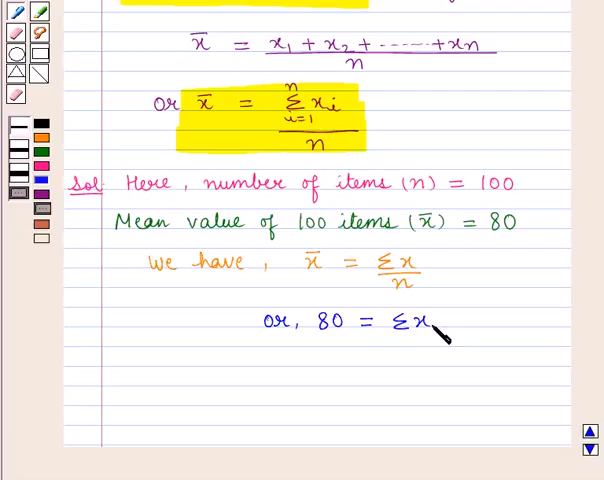 x̄ = x₁ + x₂ + ...... + xn / n
or x̄ = n Σ i=1 xi / n
Sol. Here, number of items (n) = 100
Mean value of 100 items (x̄) = 80
We have, x̄ = Σx / n
or, 80 = Σx